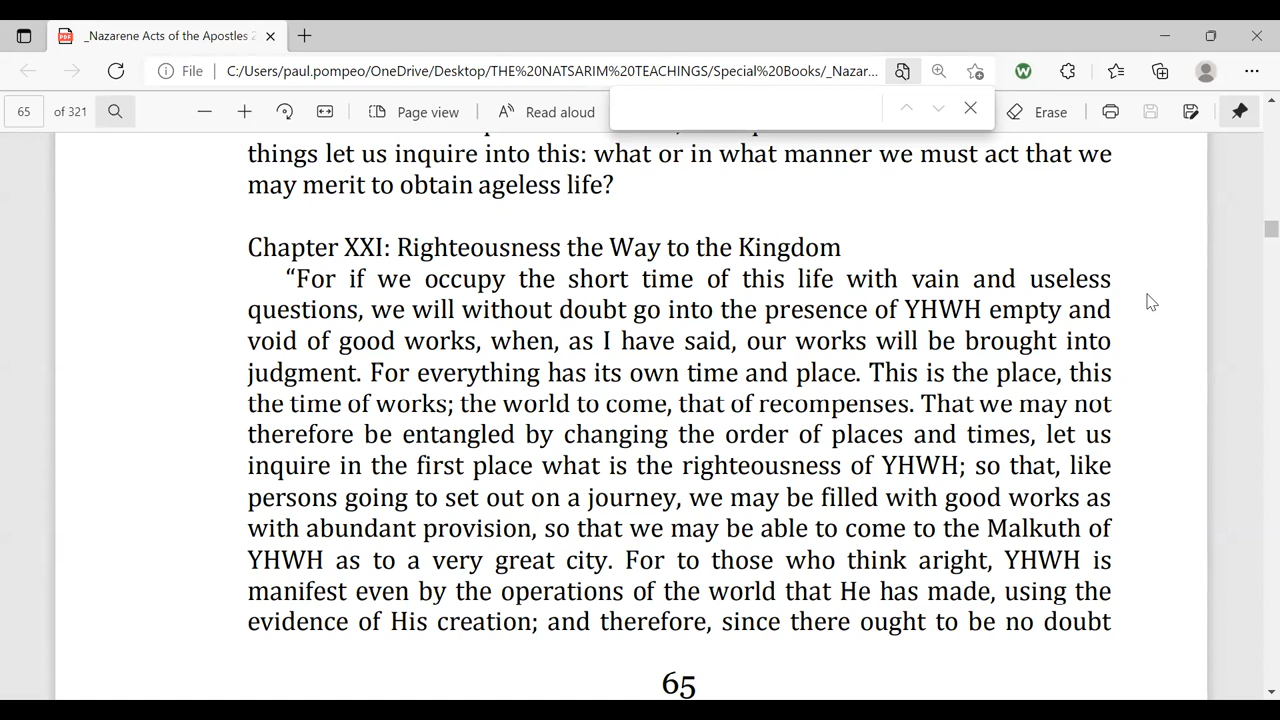 _Nazarene Acts of the Apostles 2
File
C:/Users/paul.pompeo/OneDrive/Desktop/THE%20NATSARIM%20TEACHINGS/Special%20Books/_Nazar...
W
PDF
65 of 321
Page view
A Read aloud
Erase
things let us inquire into this: what or in what manner we must act that we
may merit to obtain ageless life?
Chapter XXI: Righteousness the Way to the Kingdom
“For if we occupy the short time of this life with vain and useless
questions, we will without doubt go into the presence of YHWH empty and
void of good works, when, as I have said, our works will be brought into
judgment. For everything has its own time and place. This is the place, this
the time of works; the world to come, that of recompenses. That we may not
therefore be entangled by changing the order of places and times, let us
inquire in the first place what is the righteousness of YHWH; so that, like
persons going to set out on a journey, we may be filled with good works as
with abundant provision, so that we may be able to come to the Malkuth of
YHWH as to a very great city. For to those who think aright, YHWH is
manifest even by the operations of the world that He has made, using the
evidence of His creation; and therefore, since there ought to be no doubt
65